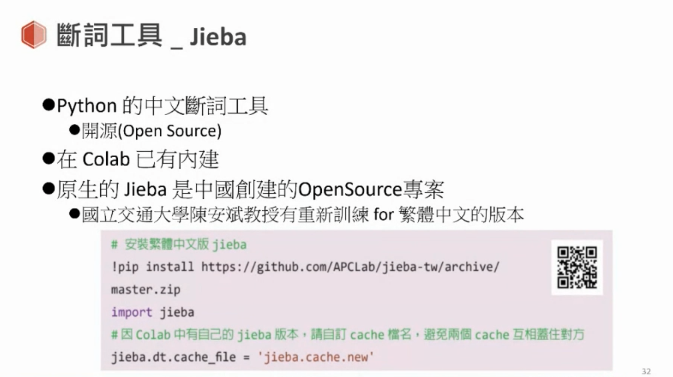 斷詞工具 _ Jieba
●Python 的中文斷詞工具
●開源(Open Source)
●在 Colab 已有內建
●原生的 Jieba 是中國創建的OpenSource專案
●國立交通大學陳安斌教授有重新訓練 for 繁體中文的版本
# 安裝繁體中文版 jieba
!pip install https://github.com/APCLab/jieba-tw/archive/
master.zip
import jieba
#因 Colab 中有自己的 jieba 版本，請自訂 cache 檔名，避免兩個 cache 互相蓋住對方
jieba.dt.cache_file = 'jieba.cache.new'
32